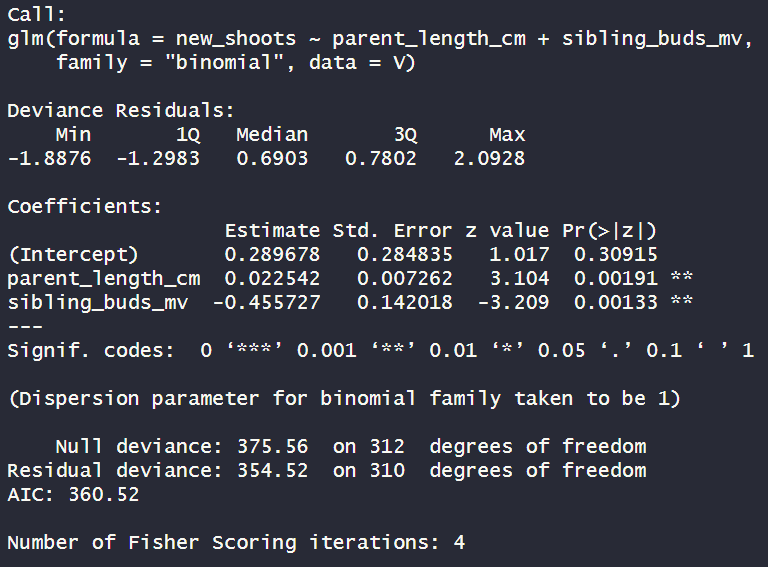 Call:
glm(formula = new_shoots ~ parent_length_cm + sibling_buds_mv,
    family = "binomial", data = V)

Deviance Residuals:
    Min       1Q   Median       3Q      Max
-1.8876  -1.2983   0.6903   0.7802   2.0928

Coefficients:
                  Estimate Std. Error z value Pr(>|z|)
(Intercept)       0.289678   0.284835   1.017  0.30915
parent_length_cm  0.022542   0.007262   3.104  0.00191 **
sibling_buds_mv  -0.455727   0.142018  -3.209  0.00133 **
---
Signif. codes:  0 ‘***’ 0.001 ‘**’ 0.01 ‘*’ 0.05 ‘.’ 0.1 ‘ ’ 1

(Dispersion parameter for binomial family taken to be 1)

    Null deviance: 375.56  on 312  degrees of freedom
Residual deviance: 354.52  on 310  degrees of freedom
AIC: 360.52

Number of Fisher Scoring iterations: 4